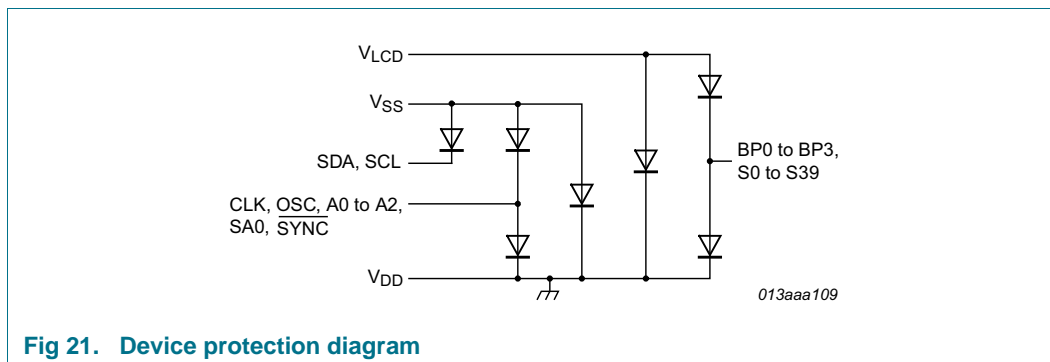 VLCD
VSS
SDA, SCL
BP0 to BP3,
S0 to S39
CLK, OSC, A0 to A2,
SA0, S̅Y̅N̅C̅
VDD
013aaa109
Fig 21. Device protection diagram